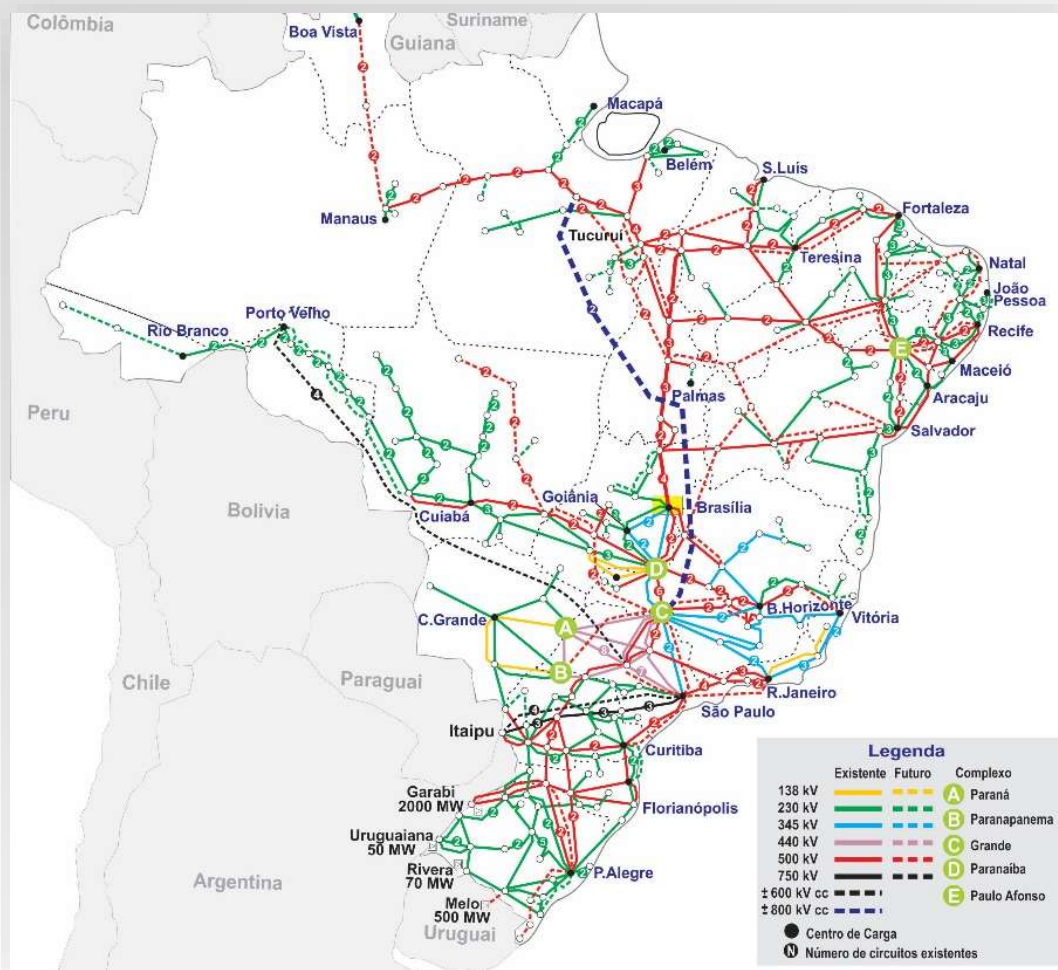 Colômbia
Suriname
Guiana
Boa Vista
Macapá
Belém
S.Luís
Manaus
Fortaleza
Tucuruí
Teresina
Natal
João
Pessoa
Porto Velho
Rio Branco
Recife
E
Maceió
Palmas
Aracaju
Peru
Salvador
Goiânia
Brasília
Cuiabá
Bolívia
D
C
B.Horizonte
Vitória
C.Grande
A
B
Chile
Paraguai
R.Janeiro
São Paulo
Itaipu
Curitiba
Garabi
2000 MW
Florianópolis
Uruguaiana
50 MW
Rivera
70 MW
P.Alegre
Melo
500 MW
Argentina
Uruguai
Legenda
Existente Futuro Complexo
138 kV A Paraná
230 kV B Paranapanema
345 kV
440 kV C Grande
500 kV D Paranaíba
750 kV E Paulo Afonso
±600 kV cc
±800 kV cc
Centro de Carga
N Número de circuitos existentes